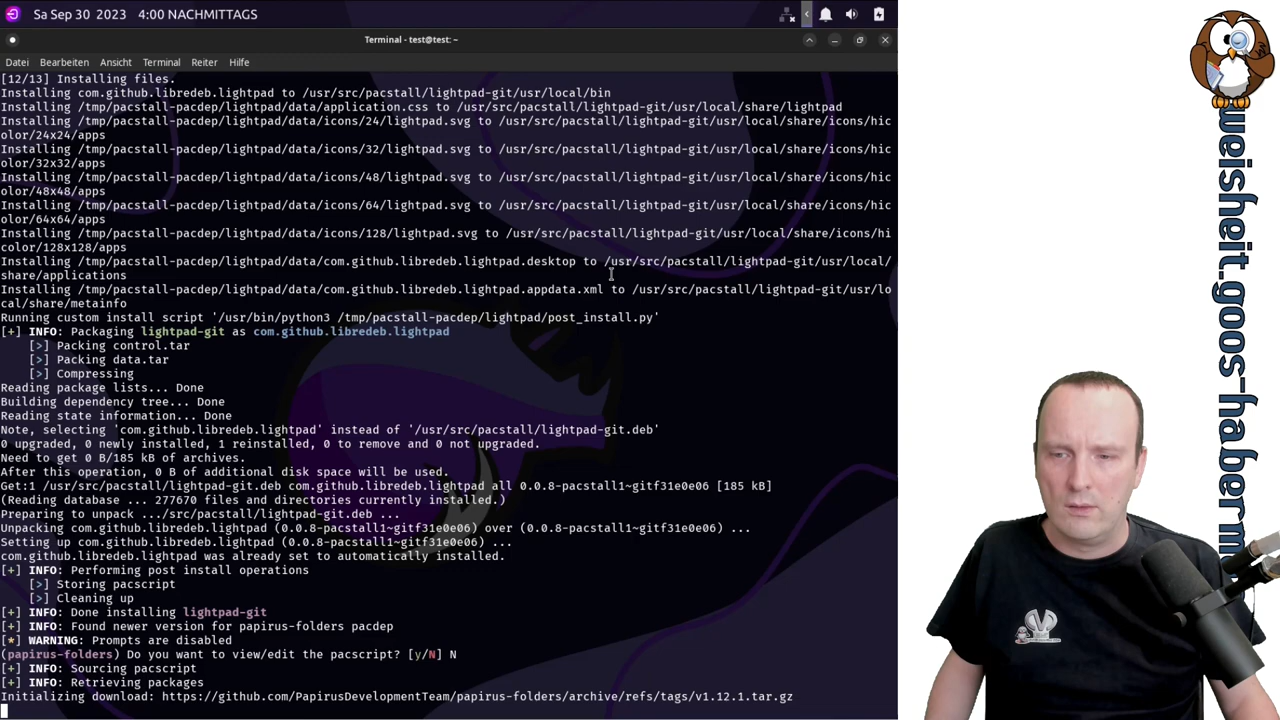 Sa Sep 30 2023 4:00 NACHMITTAGS
Terminal - test@test: ~
Datei Bearbeiten Ansicht Terminal Reiter Hilfe
[12/13] Installing files.
Installing com.github.libredeb.lightpad to /usr/src/pacstall/lightpad-git/usr/local/bin
Installing /tmp/pacstall-pacdep/lightpad/data/application.css to /usr/src/pacstall/lightpad-git/usr/local/share/lightpad
Installing /tmp/pacstall-pacdep/lightpad/data/icons/24/lightpad.svg to /usr/src/pacstall/lightpad-git/usr/local/share/icons/hic
olor/24x24/apps
Installing /tmp/pacstall-pacdep/lightpad/data/icons/32/lightpad.svg to /usr/src/pacstall/lightpad-git/usr/local/share/icons/hic
olor/32x32/apps
Installing /tmp/pacstall-pacdep/lightpad/data/icons/48/lightpad.svg to /usr/src/pacstall/lightpad-git/usr/local/share/icons/hic
olor/48x48/apps
Installing /tmp/pacstall-pacdep/lightpad/data/icons/64/lightpad.svg to /usr/src/pacstall/lightpad-git/usr/local/share/icons/hic
olor/64x64/apps
Installing /tmp/pacstall-pacdep/lightpad/data/icons/128/lightpad.svg to /usr/src/pacstall/lightpad-git/usr/local/share/icons/hi
color/128x128/apps
Installing /tmp/pacstall-pacdep/lightpad/data/com.github.libredeb.lightpad.desktop to /usr/src/pacstall/lightpad-git/usr/local/
share/applications
Installing /tmp/pacstall-pacdep/lightpad/data/com.github.libredeb.lightpad.appdata.xml to /usr/src/pacstall/lightpad-git/usr/lo
cal/share/metainfo
Running custom install script '/usr/bin/python3 /tmp/pacstall-pacdep/lightpad/post_install.py'
[+] INFO: Packaging lightpad-git as com.github.libredeb.lightpad
[>] Packing control.tar
[>] Packing data.tar
[>] Compressing
Reading package lists... Done
Building dependency tree... Done
Reading state information... Done
Note, selecting 'com.github.libredeb.lightpad' instead of '/usr/src/pacstall/lightpad-git.deb'
0 upgraded, 0 newly installed, 1 reinstalled, 0 to remove and 0 not upgraded.
Need to get 0 B/185 kB of archives.
After this operation, 0 B of additional disk space will be used.
Get:1 /usr/src/pacstall/lightpad-git.deb com.github.libredeb.lightpad all 0.0.8-pacstall1~gitf31e0e06 [185 kB]
(Reading database ... 277670 files and directories currently installed.)
Preparing to unpack .../src/pacstall/lightpad-git.deb ...
Unpacking com.github.libredeb.lightpad (0.0.8-pacstall1~gitf31e0e06) over (0.0.8-pacstall1~gitf31e0e06) ...
Setting up com.github.libredeb.lightpad (0.0.8-pacstall1~gitf31e0e06) ...
com.github.libredeb.lightpad was already set to automatically installed.
[+] INFO: Performing post install operations
[>] Storing pacscript
[>] Cleaning up
[+] INFO: Done installing lightpad-git
[+] INFO: Found newer version for papirus-folders pacdep
[*] WARNING: Prompts are disabled
(papirus-folders) Do you want to view/edit the pacscript? [y/N] N
[+] INFO: Sourcing pacscript
[+] INFO: Retrieving packages
Initializing download: https://github.com/PapirusDevelopmentTeam/papirus-folders/archive/refs/tags/v1.12.1.tar.gz